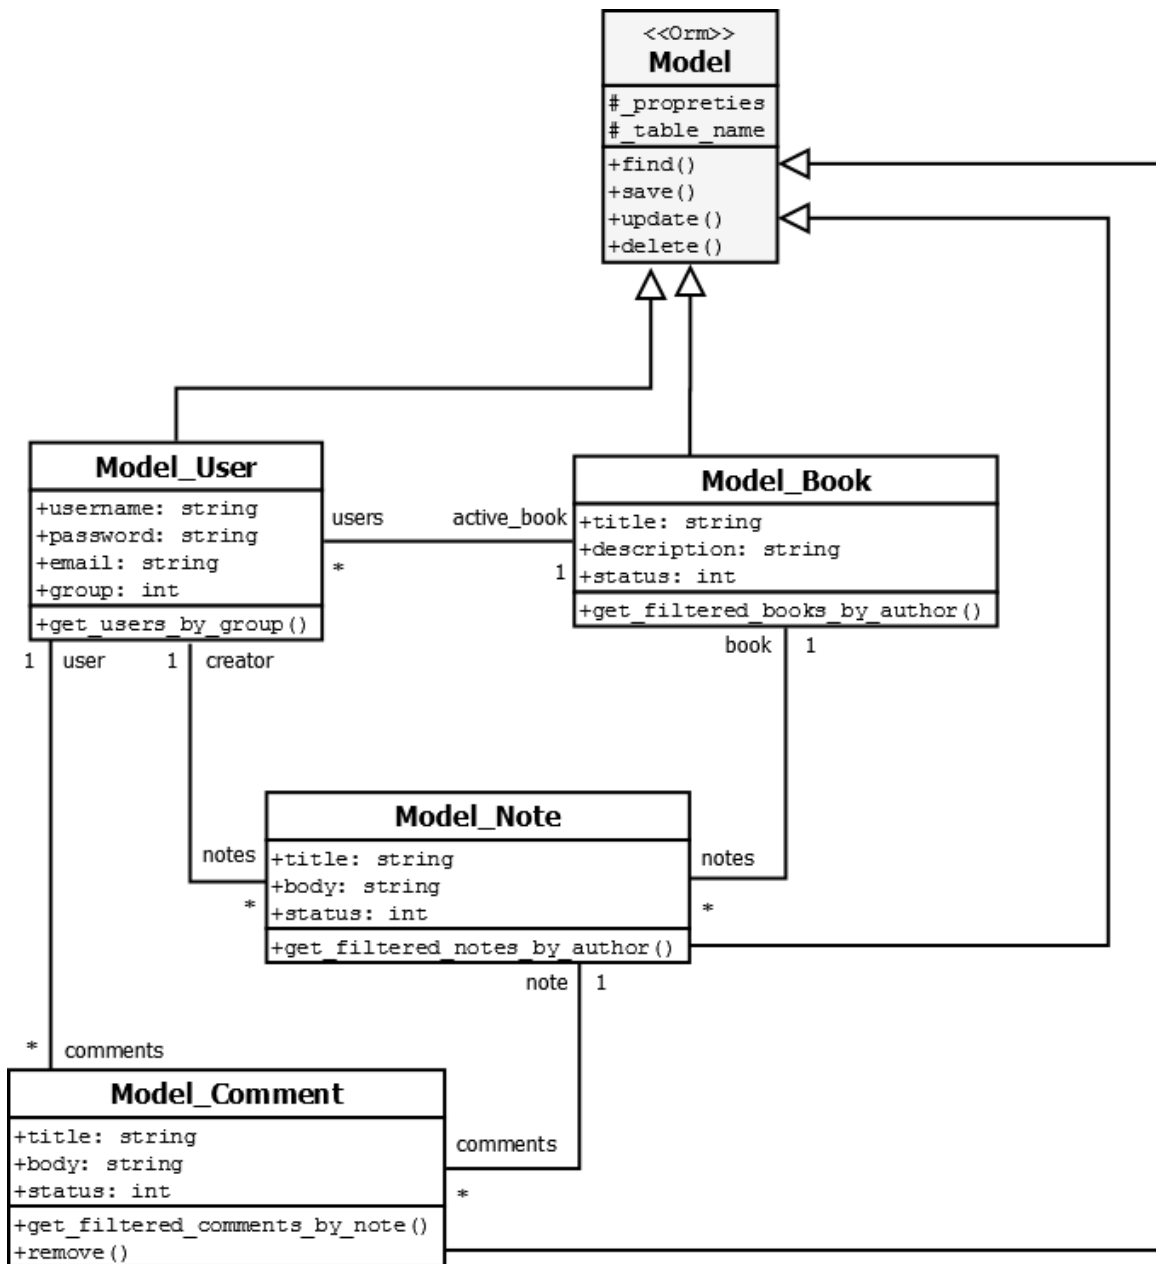 <<Orm>>
Model
#_propreties
#_table_name
+find()
+save()
+update()
+delete()
Model_User
+username: string
+password: string
+email: string
+group: int
+get_users_by_group()
users
*
active_book
1
Model_Book
+title: string
+description: string
+status: int
+get_filtered_books_by_author()
1 user
1 creator
book 1
Model_Note
+title: string
+body: string
+status: int
+get_filtered_notes_by_author()
notes
*
notes
*
note 1
* comments
Model_Comment
+title: string
+body: string
+status: int
+get_filtered_comments_by_note()
+remove()
comments
*